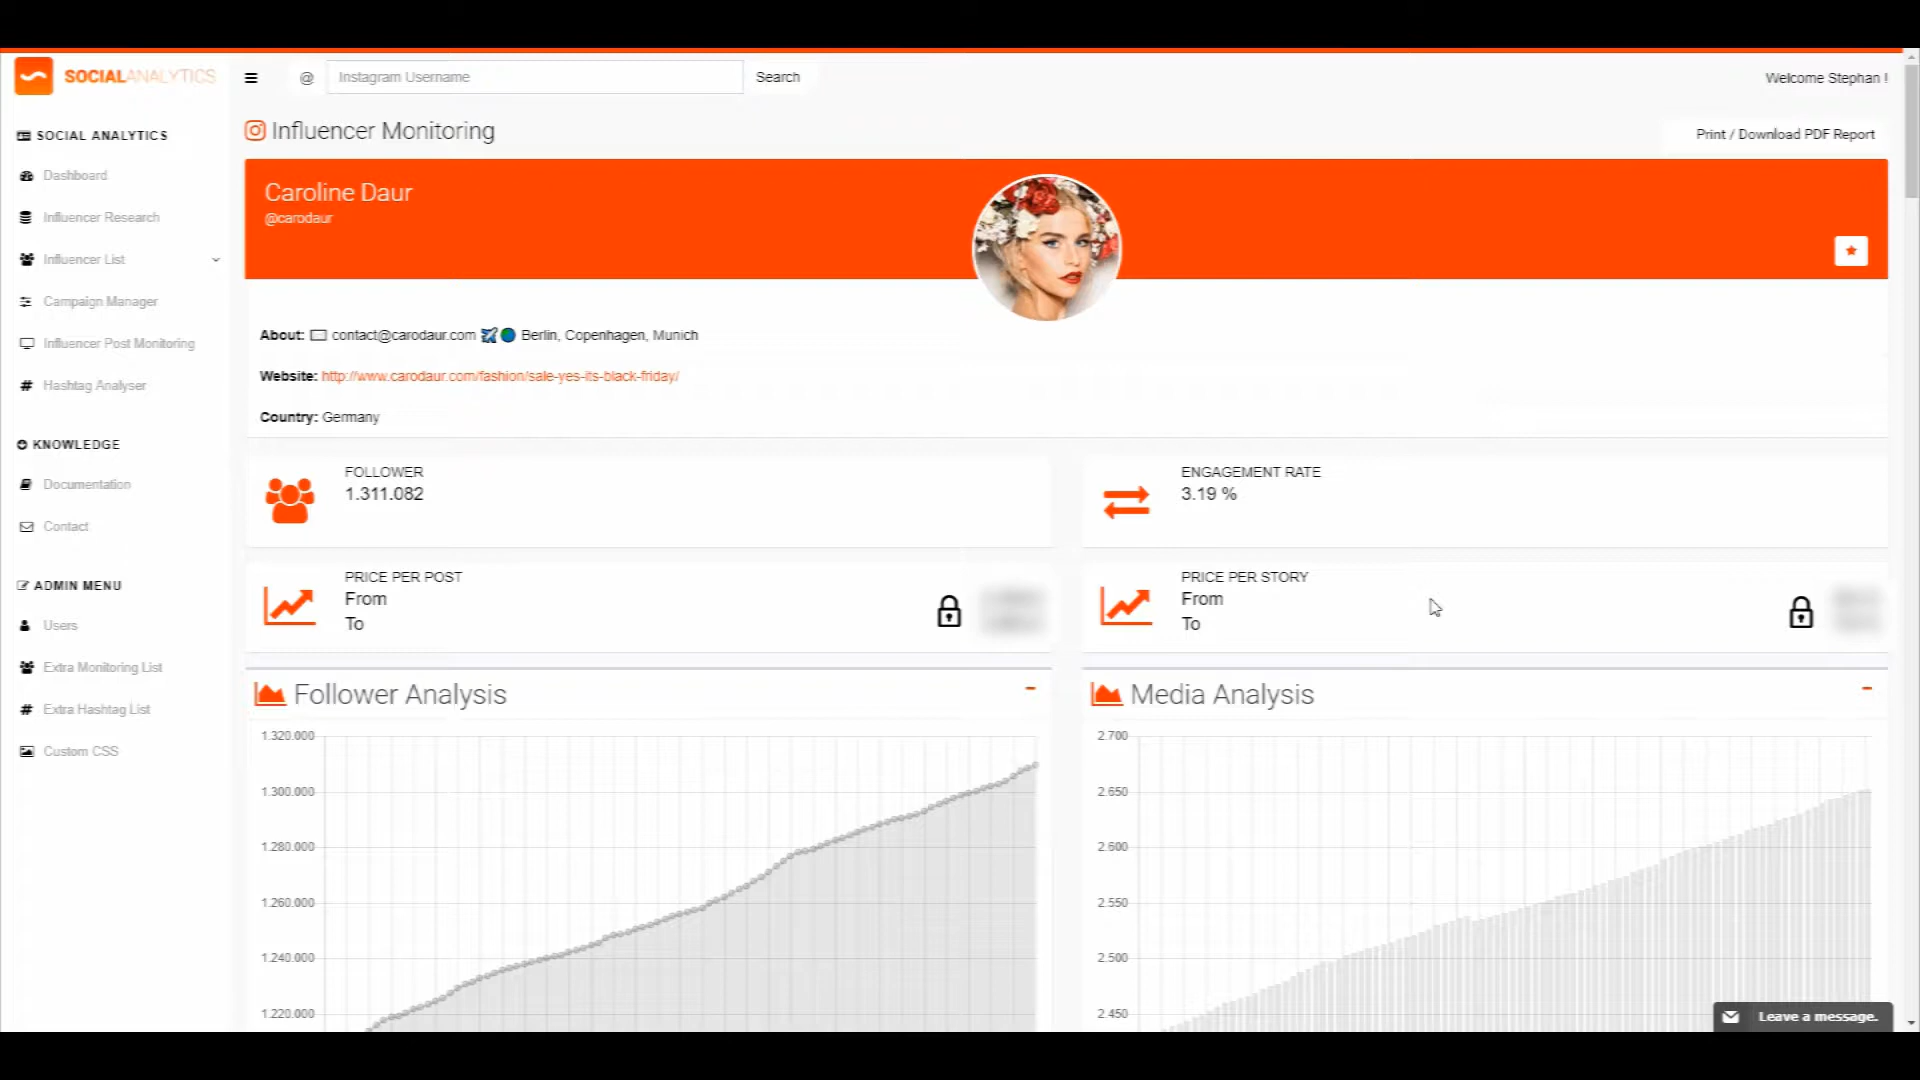 SOCIALANALYTICS
@ Instagram Username Search
Welcome Stephan !
Influencer Monitoring
Print / Download PDF Report
SOCIAL ANALYTICS
Dashboard
Influencer Research
Influencer List
Campaign Manager
Influencer Post Monitoring
# Hashtag Analyser
KNOWLEDGE
Documentation
Contact
ADMIN MENU
Users
Extra Monitoring List
# Extra Hashtag List
Custom CSS
Caroline Daur
@carodaur
About: contact@carodaur.com Berlin, Copenhagen, Munich
Website: http://www.carodaur.com/fashion/sale-yes-its-black-friday/
Country: Germany
FOLLOWER
1.311.082
ENGAGEMENT RATE
3.19 %
PRICE PER POST
From
To
PRICE PER STORY
From
To
Follower Analysis
1.320.000
1.300.000
1.280.000
1.260.000
1.240.000
1.220.000
Media Analysis
2.700
2.650
2.600
2.550
2.500
2.450
Leave a message.